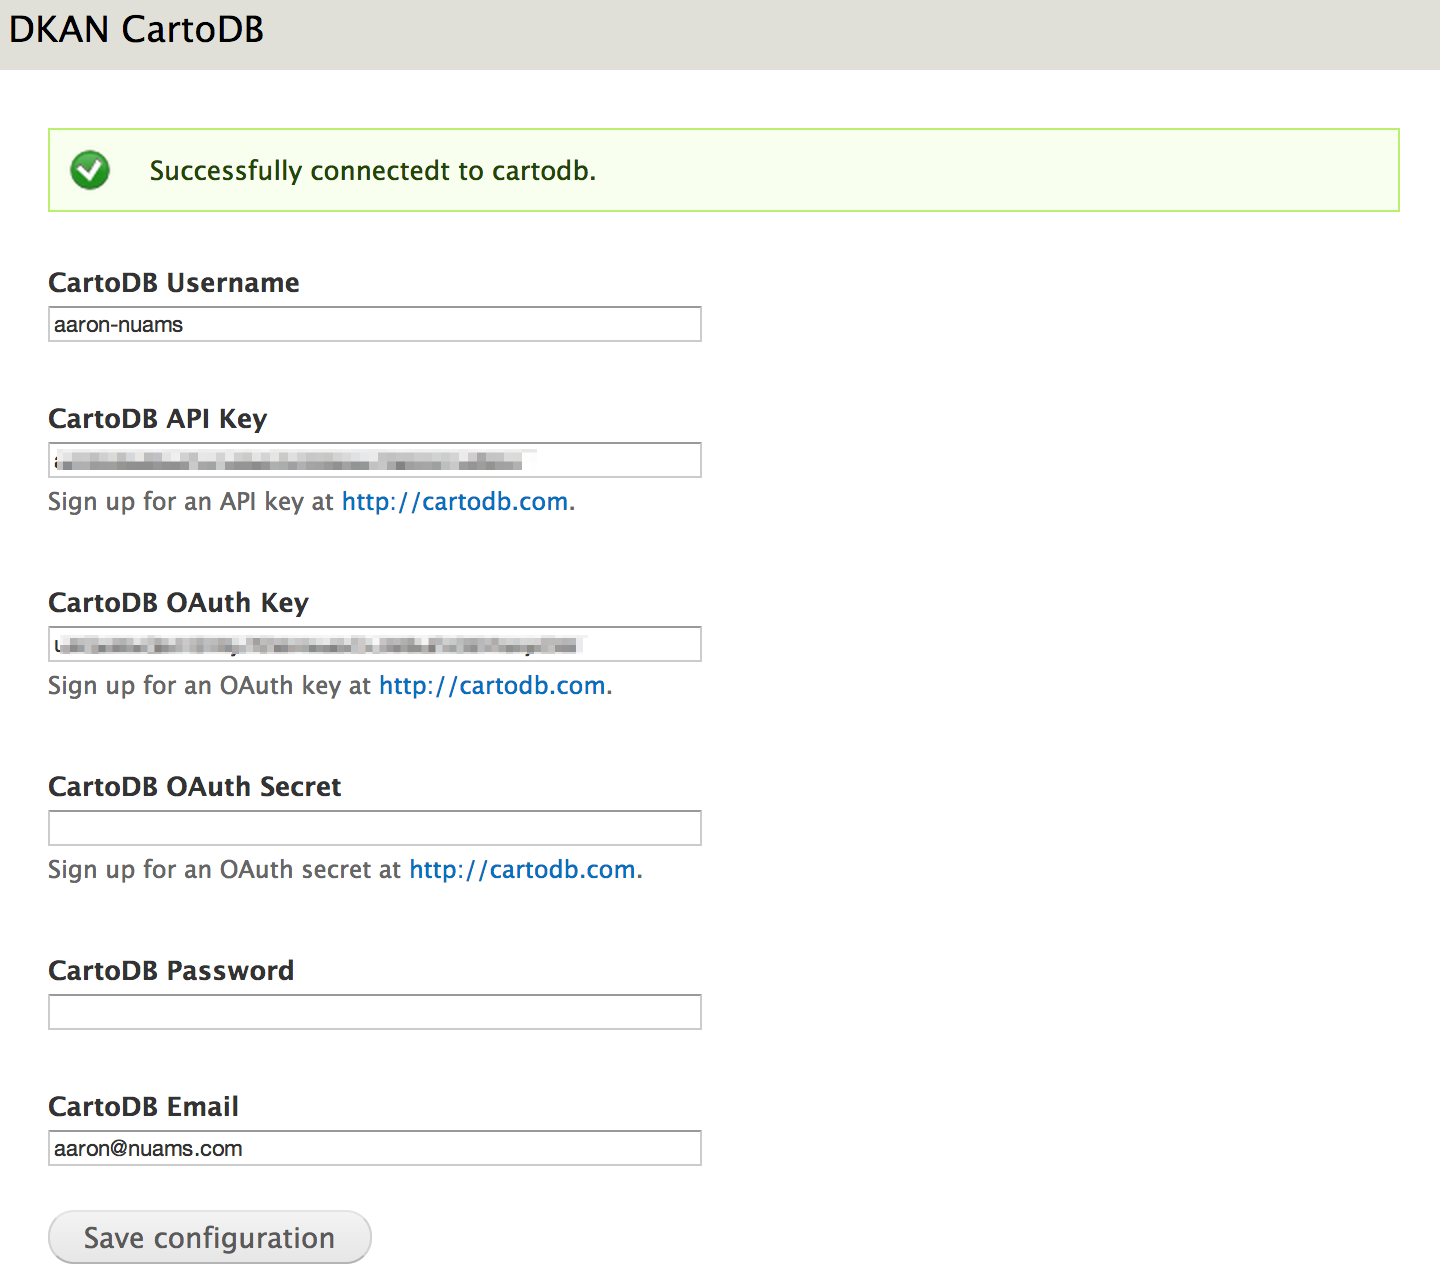 DKAN CartoDB
Successfully connectedt to cartodb.
CartoDB Username
aaron-nuams
CartoDB API Key
Sign up for an API key at http://cartodb.com.
CartoDB OAuth Key
Sign up for an OAuth key at http://cartodb.com.
CartoDB OAuth Secret
Sign up for an OAuth secret at http://cartodb.com.
CartoDB Password
CartoDB Email
aaron@nuams.com
Save configuration